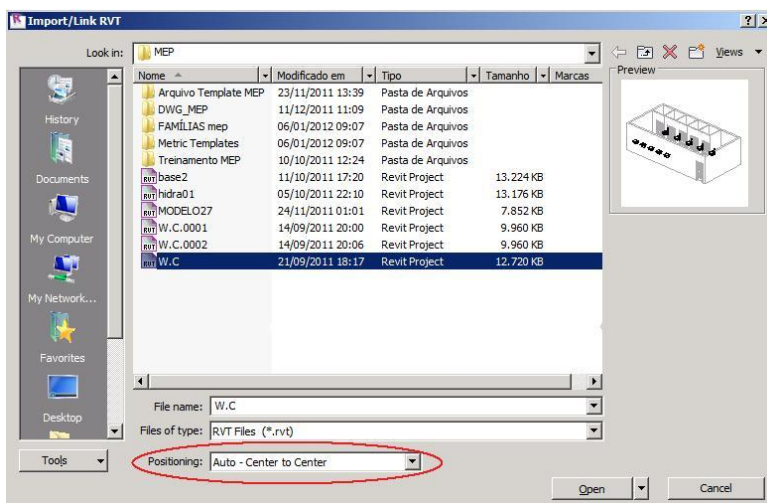 Import/Link RVT
Look in: MEP Views
Nome Modificado em Tipo Tamanho Marcas Preview
Arquivo Template MEP 23/11/2011 13:39 Pasta de Arquivos
DWG_MEP 11/12/2011 11:09 Pasta de Arquivos
FAMÍLIAS mep 06/01/2012 09:07 Pasta de Arquivos
Metric Templates 06/01/2012 09:07 Pasta de Arquivos
Treinamento MEP 10/10/2011 12:24 Pasta de Arquivos
base2 11/10/2011 17:20 Revit Project 13.224 KB
hidra01 05/10/2011 22:10 Revit Project 13.176 KB
MODELO27 24/11/2011 01:01 Revit Project 7.852 KB
W.C.0001 14/09/2011 20:00 Revit Project 9.960 KB
W.C.0002 14/09/2011 20:06 Revit Project 9.960 KB
W.C 21/09/2011 18:17 Revit Project 12.720 KB
History
Documents
My Computer
My Network...
Favorites
Desktop
File name: W.C
Files of type: RVT Files (*.rvt)
Tools Positioning: Auto - Center to Center
Open Cancel